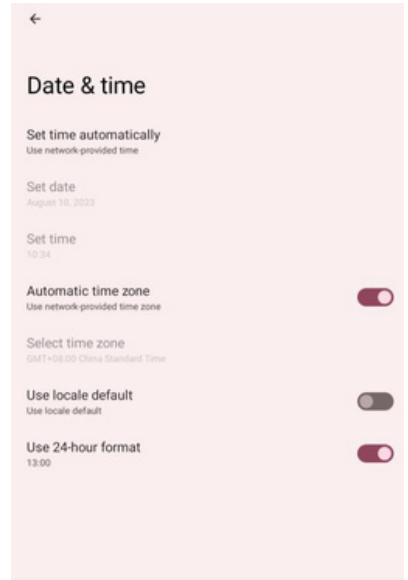 Date & time
Set time automatically
Use network-provided time
Set date
August 10, 2023
Set time
10:34
Automatic time zone
Use network-provided time zone
Select time zone
GMT+08:00 China Standard Time
Use locale default
Use locale default
Use 24-hour format
13:00